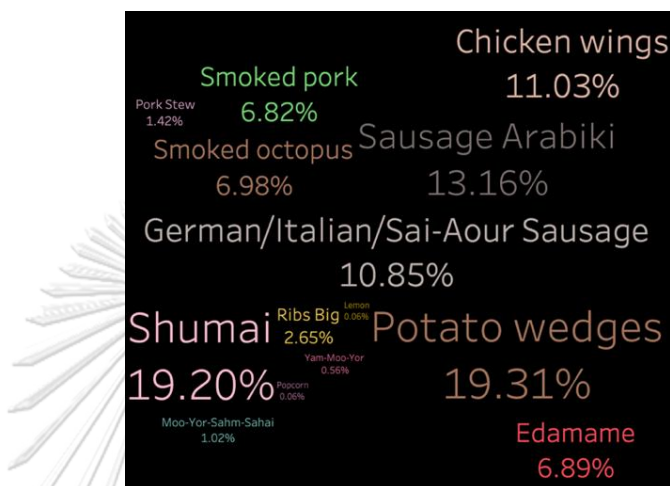 Chicken wings
11.03%
Smoked pork
6.82%
Pork Stew
1.42%
Sausage Arabiki
13.16%
Smoked octopus
6.98%
German/Italian/Sai-Aour Sausage
10.85%
Shumai
19.20%
Ribs Big
2.65%
Lemon
0.06%
Potato wedges
19.31%
Yam-Moo-Yor
0.56%
Popcorn
0.06%
Moo-Yor-Sahm-Sahai
1.02%
Edamame
6.89%